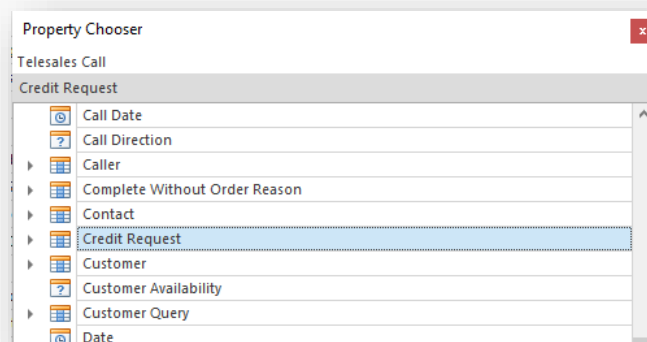 Property Chooser
x
Telesales Call
Credit Request
Call Date
? Call Direction
Caller
Complete Without Order Reason
Contact
Credit Request
Customer
? Customer Availability
Customer Query
Date